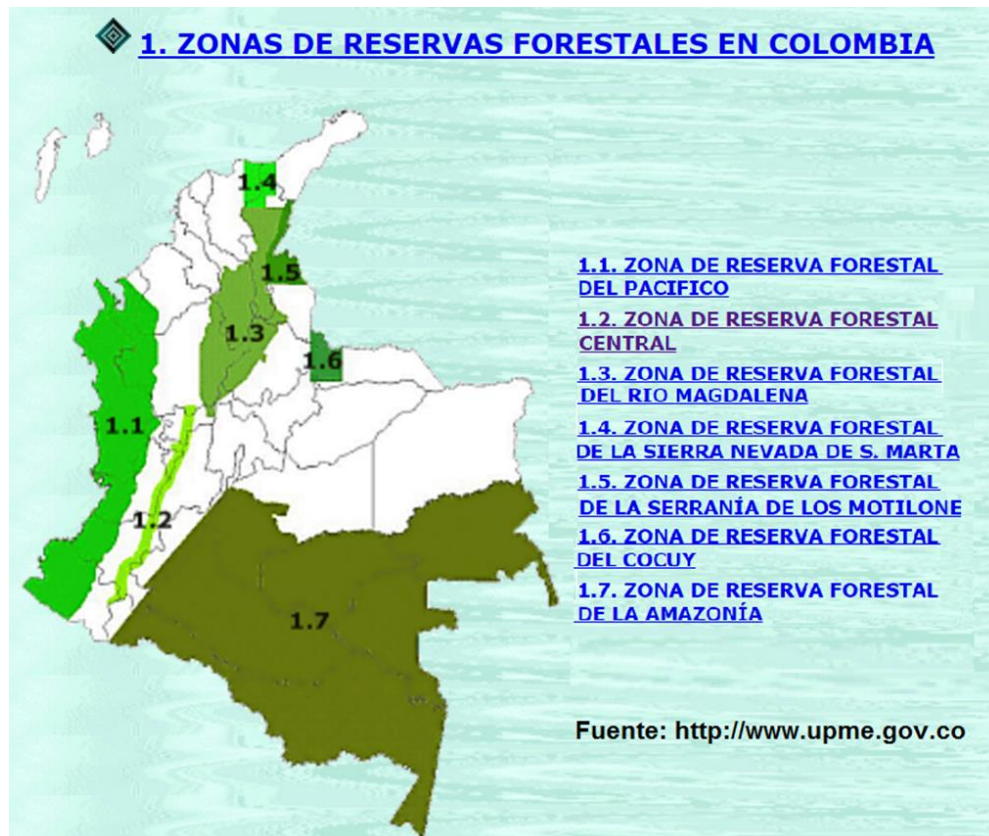 1. ZONAS DE RESERVAS FORESTALES EN COLOMBIA
1.4
1.5
1.3
1.6
1.1
1.2
1.7
1.1. ZONA DE RESERVA FORESTAL
DEL PACIFICO
1.2. ZONA DE RESERVA FORESTAL
CENTRAL
1.3. ZONA DE RESERVA FORESTAL
DEL RIO MAGDALENA
1.4. ZONA DE RESERVA FORESTAL
DE LA SIERRA NEVADA DE S. MARTA
1.5. ZONA DE RESERVA FORESTAL
DE LA SERRANÍA DE LOS MOTILONE
1.6. ZONA DE RESERVA FORESTAL
DEL COCUY
1.7. ZONA DE RESERVA FORESTAL
DE LA AMAZONÍA
Fuente: http://www.upme.gov.co